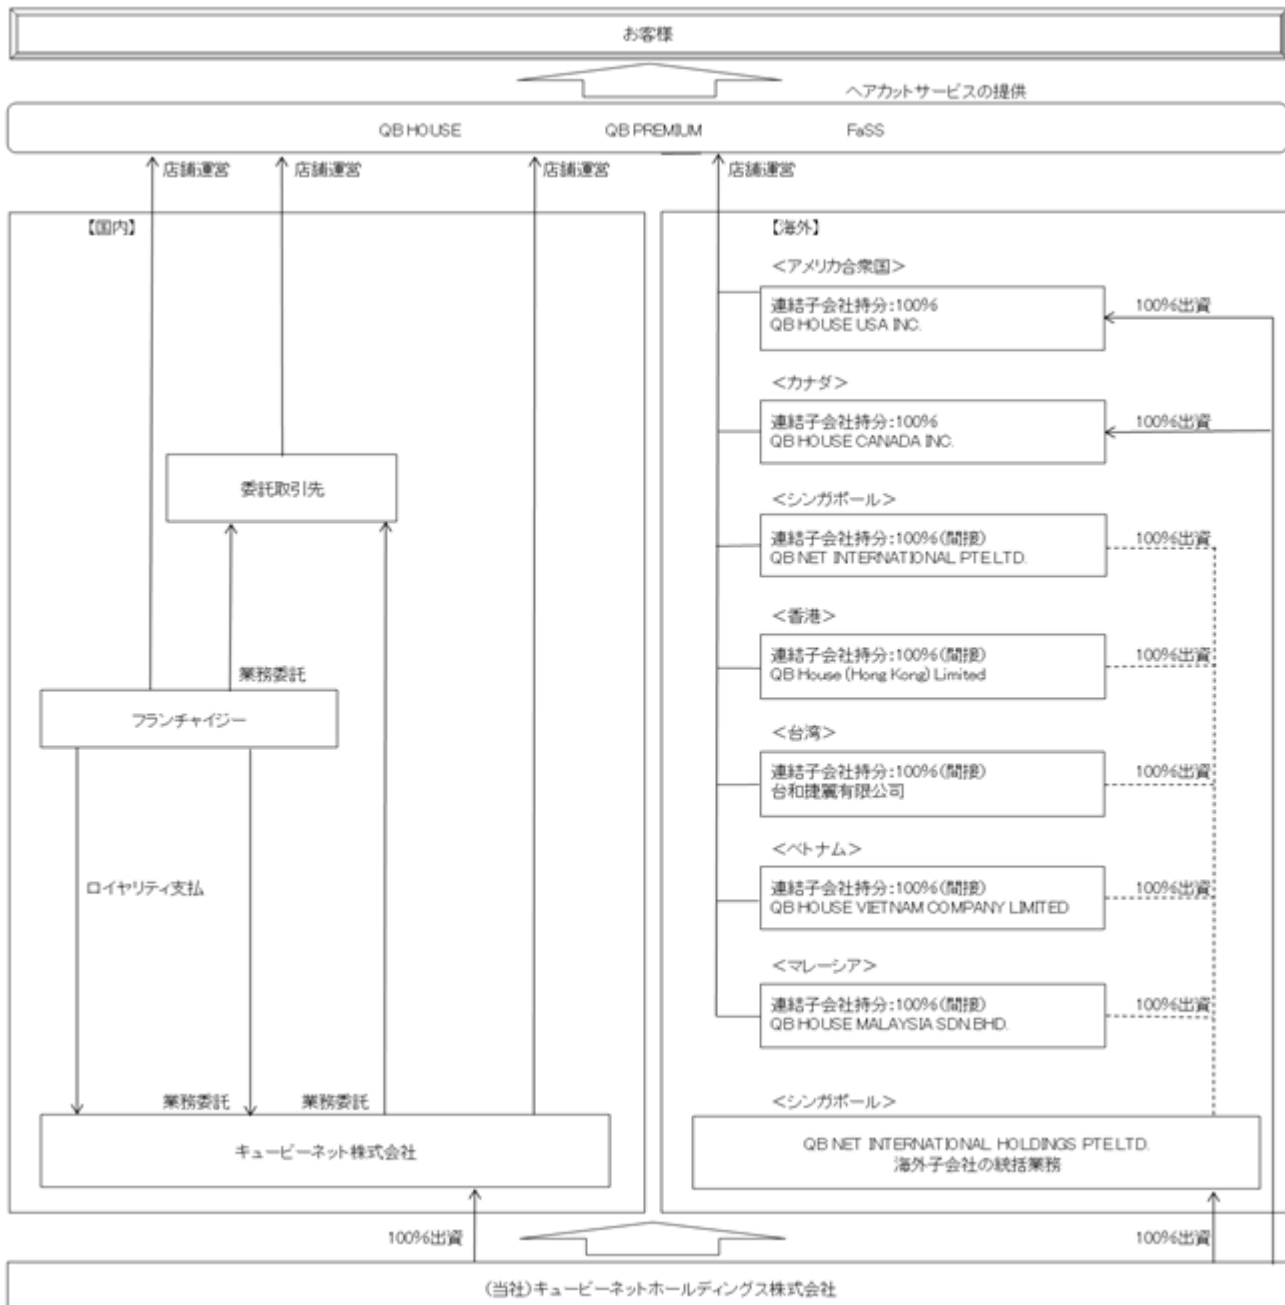 お客様
ヘアカットサービスの提供
QB HOUSE QB PREMIUM FaSS
店舗運営 店舗運営 店舗運営 店舗運営
【国内】
委託取引先
業務委託
フランチャイジー
ロイヤリティ支払
業務委託 業務委託
キュービーネット株式会社
100%出資
【海外】
＜アメリカ合衆国＞
連結子会社持分:100%
QB HOUSE USA INC.
100%出資
＜カナダ＞
連結子会社持分:100%
QB HOUSE CANADA INC.
100%出資
＜シンガポール＞
連結子会社持分:100%(間接)
QB NET INTERNATIONAL PTE.LTD.
100%出資
＜香港＞
連結子会社持分:100%(間接)
QB House (Hong Kong) Limited
100%出資
＜台湾＞
連結子会社持分:100%(間接)
台和捷麗有限公司
100%出資
＜ベトナム＞
連結子会社持分:100%(間接)
QB HOUSE VIETNAM COMPANY LIMITED
100%出資
＜マレーシア＞
連結子会社持分:100%(間接)
QB HOUSE MALAYSIA SDN.BHD.
100%出資
＜シンガポール＞
QB NET INTERNATIONAL HOLDINGS PTE.LTD.
海外子会社の統括業務
100%出資
(当社)キュービーネットホールディングス株式会社